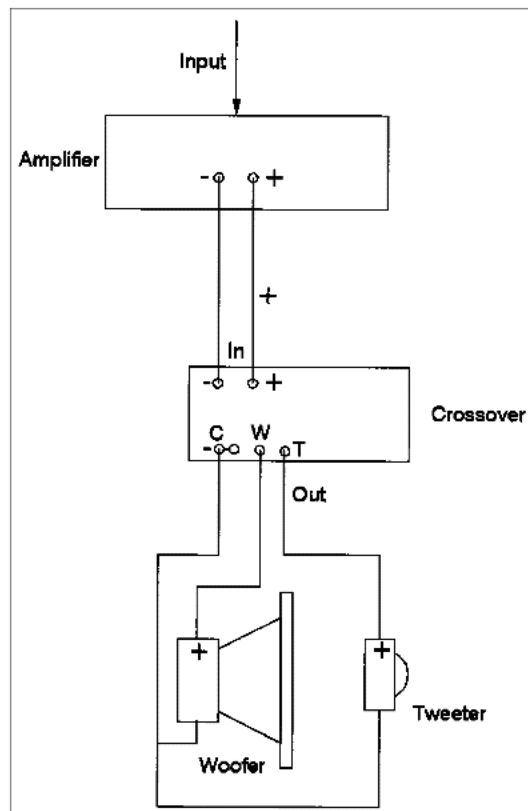 Input
Amplifier
- +
+
In
- +
Crossover
C W
- T
Out
+ +
Tweeter
Woofer